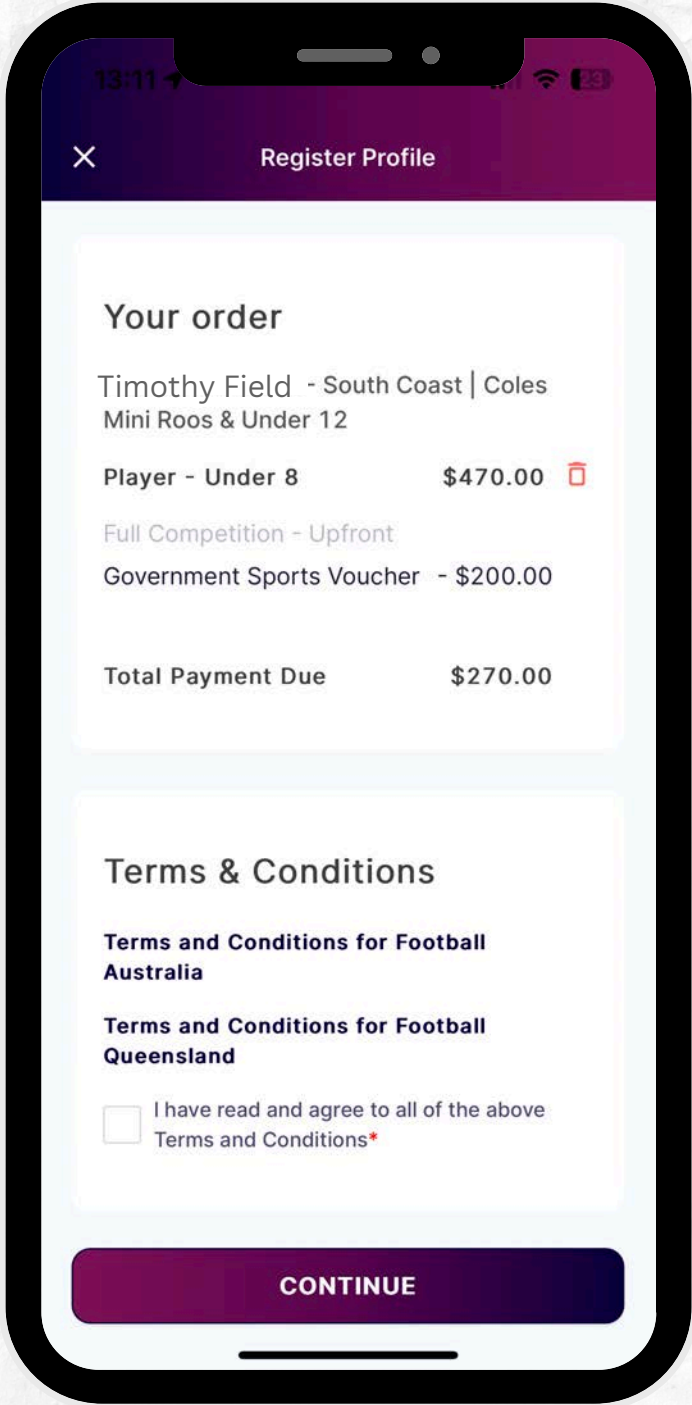 13:11
23
Register Profile
Your order
Timothy Field - South Coast | Coles
Mini Roos & Under 12
Player - Under 8 $470.00
Full Competition - Upfront
Government Sports Voucher - $200.00
Total Payment Due $270.00
Terms & Conditions
Terms and Conditions for Football
Australia
Terms and Conditions for Football
Queensland
I have read and agree to all of the above
Terms and Conditions*
CONTINUE